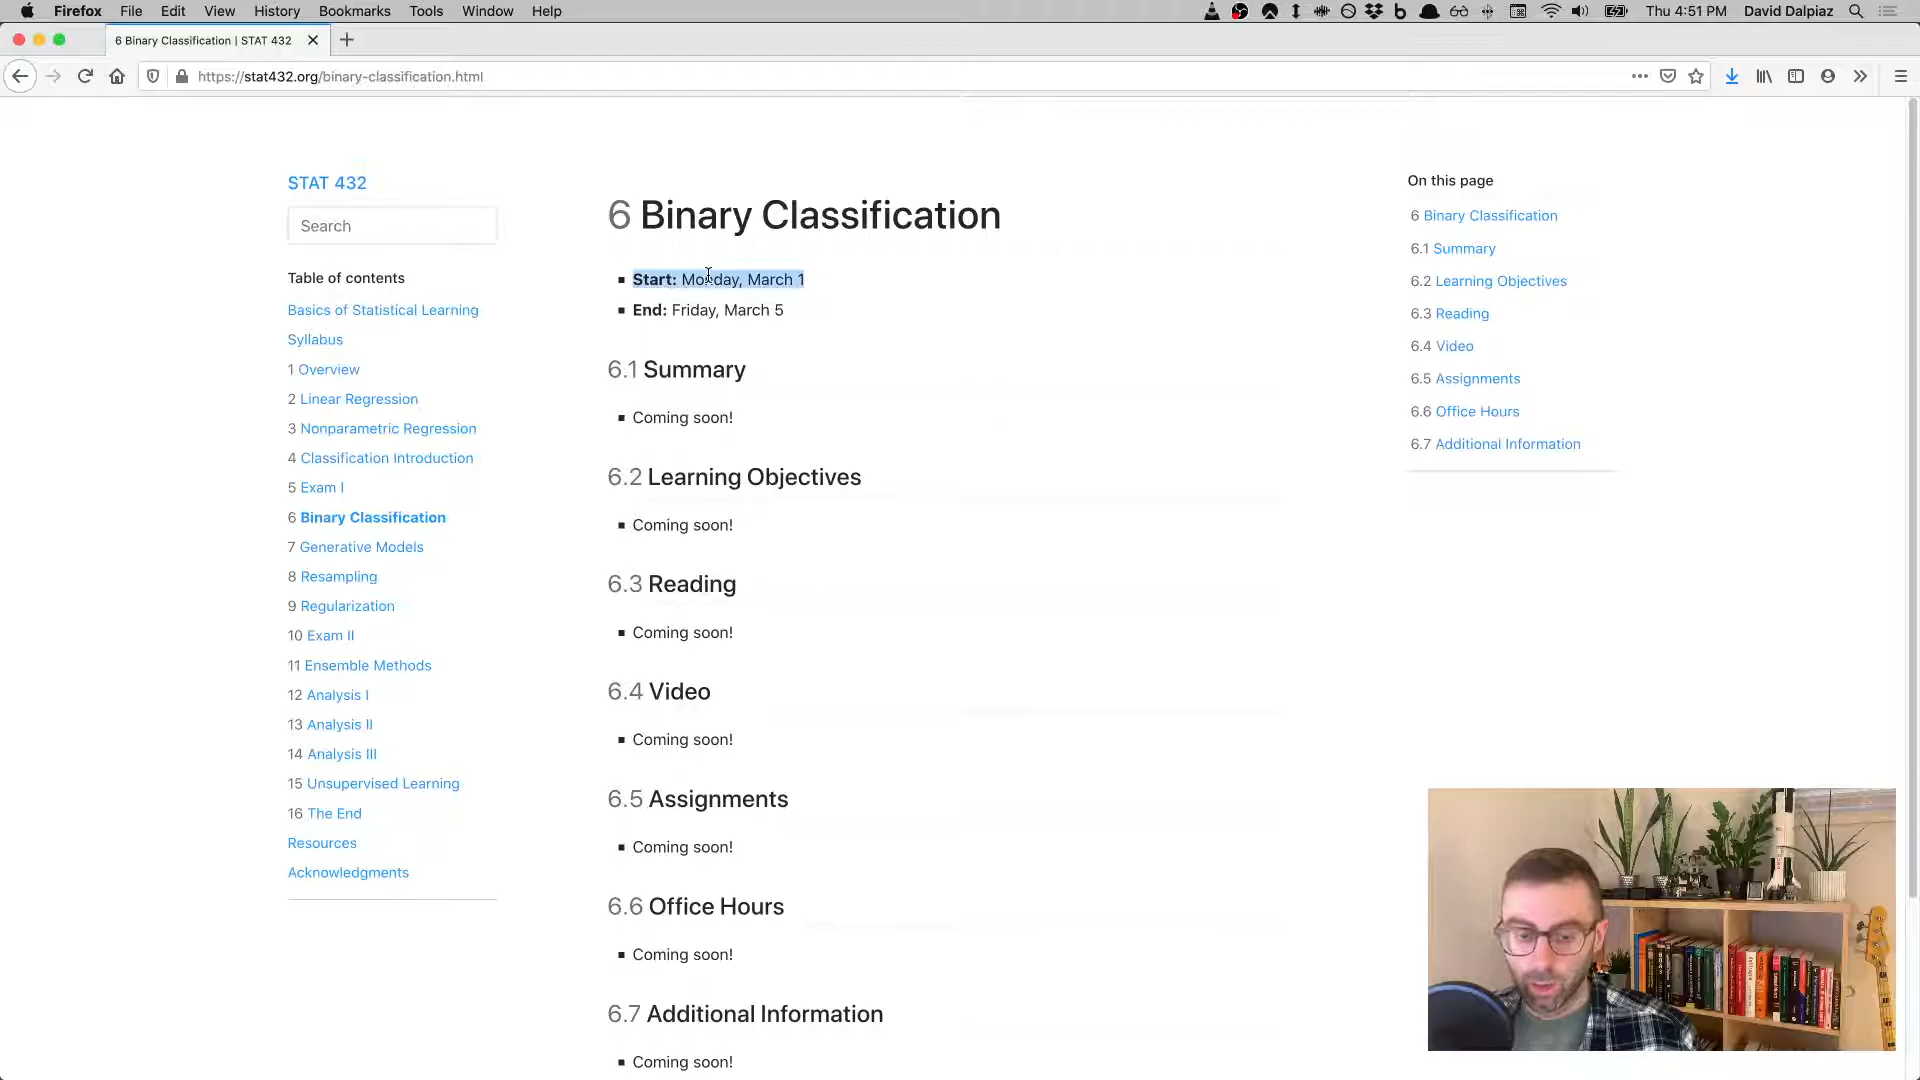 Firefox File Edit View History Bookmarks Tools Window Help Thu 4:51 PM David Dalpiaz
6 Binary Classification | STAT 432
https://stat432.org/binary-classification.html
STAT 432
Search
Table of contents
Basics of Statistical Learning
Syllabus
1 Overview
2 Linear Regression
3 Nonparametric Regression
4 Classification Introduction
5 Exam I
6 Binary Classification
7 Generative Models
8 Resampling
9 Regularization
10 Exam II
11 Ensemble Methods
12 Analysis I
13 Analysis II
14 Analysis III
15 Unsupervised Learning
16 The End
Resources
Acknowledgments
6 Binary Classification
Start: Monday, March 1
End: Friday, March 5
6.1 Summary
Coming soon!
6.2 Learning Objectives
Coming soon!
6.3 Reading
Coming soon!
6.4 Video
Coming soon!
6.5 Assignments
Coming soon!
6.6 Office Hours
Coming soon!
6.7 Additional Information
Coming soon!
On this page
6 Binary Classification
6.1 Summary
6.2 Learning Objectives
6.3 Reading
6.4 Video
6.5 Assignments
6.6 Office Hours
6.7 Additional Information